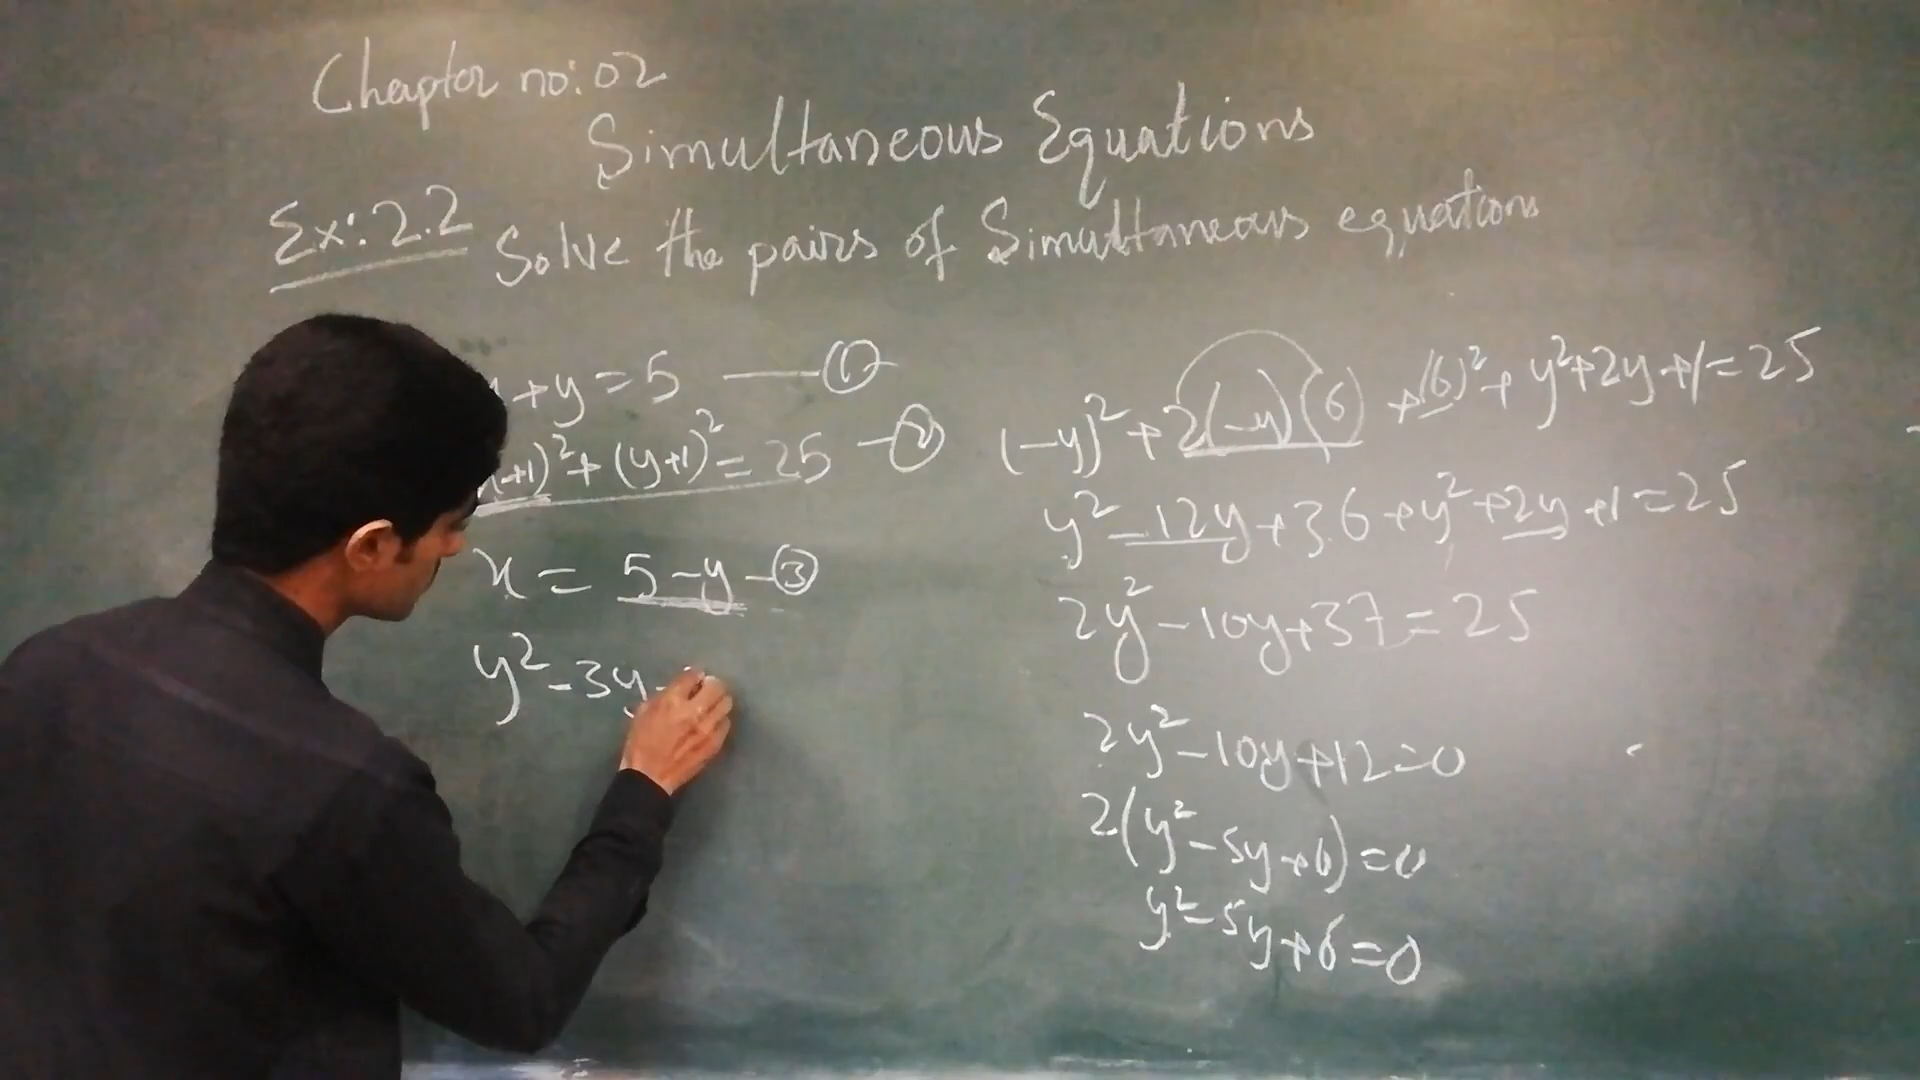 Chapter no: 02
Simultaneous Equations
Ex: 2.2 Solve the pairs of Simultaneous equations
+y = 5 — ①
+1)² + (y+1)² = 25 — ②
x = 5-y - ③
y² - 3y -
(-y)² + 2(-y)(6) + (6)² + y² + 2y + 1 = 25
y² - 12y + 36 + y² + 2y + 1 = 25
2y² - 10y + 37 = 25
2y² - 10y + 12 = 0
2(y² - 5y + 6) = 0
y² - 5y + 6 = 0